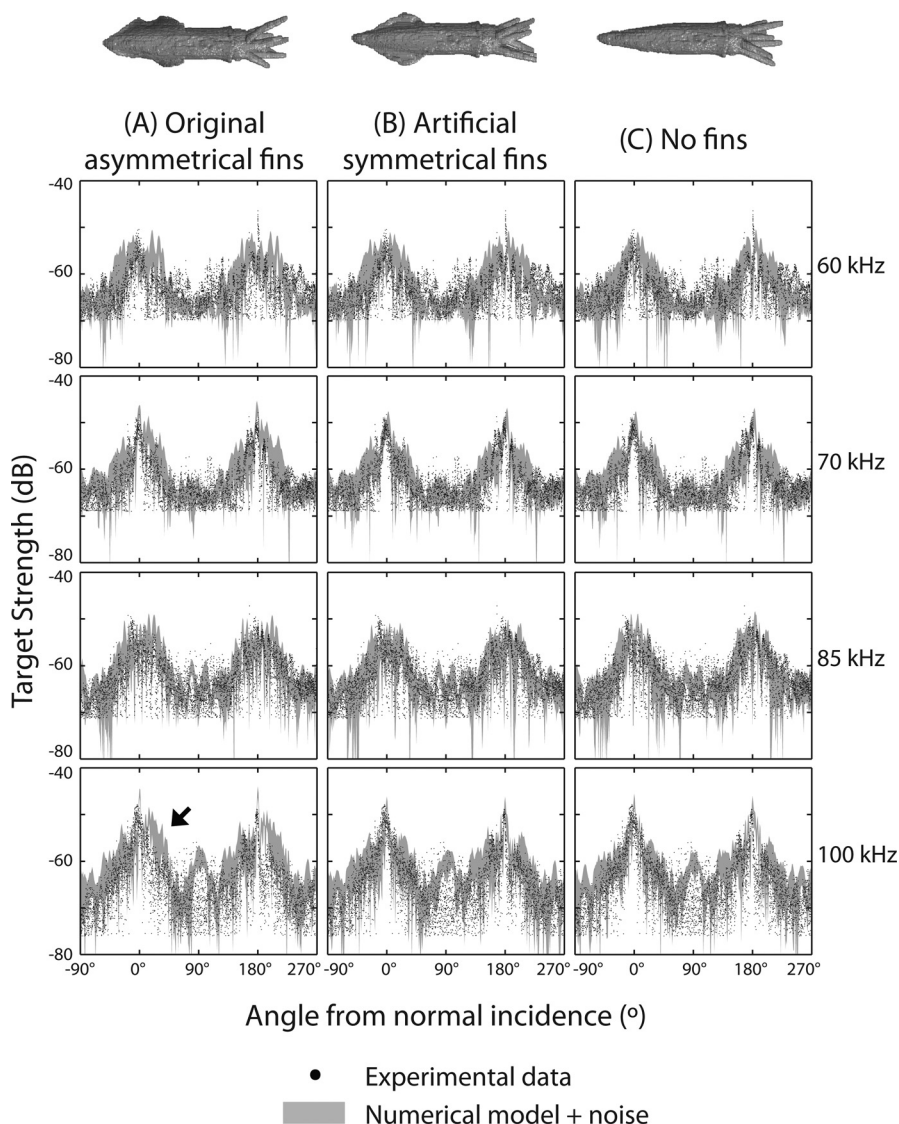 (A) Original
asymmetrical fins
(B) Artificial
symmetrical fins
(C) No fins
-40
-60
-80
60 kHz
-40
-60
-80
70 kHz
-40
-60
-80
85 kHz
-40
-60
-80
100 kHz
Target Strength (dB)
-90° 0° 90° 180° 270°
-90° 0° 90° 180° 270°
-90° 0° 90° 180° 270°
Angle from normal incidence (º)
Experimental data
Numerical model + noise